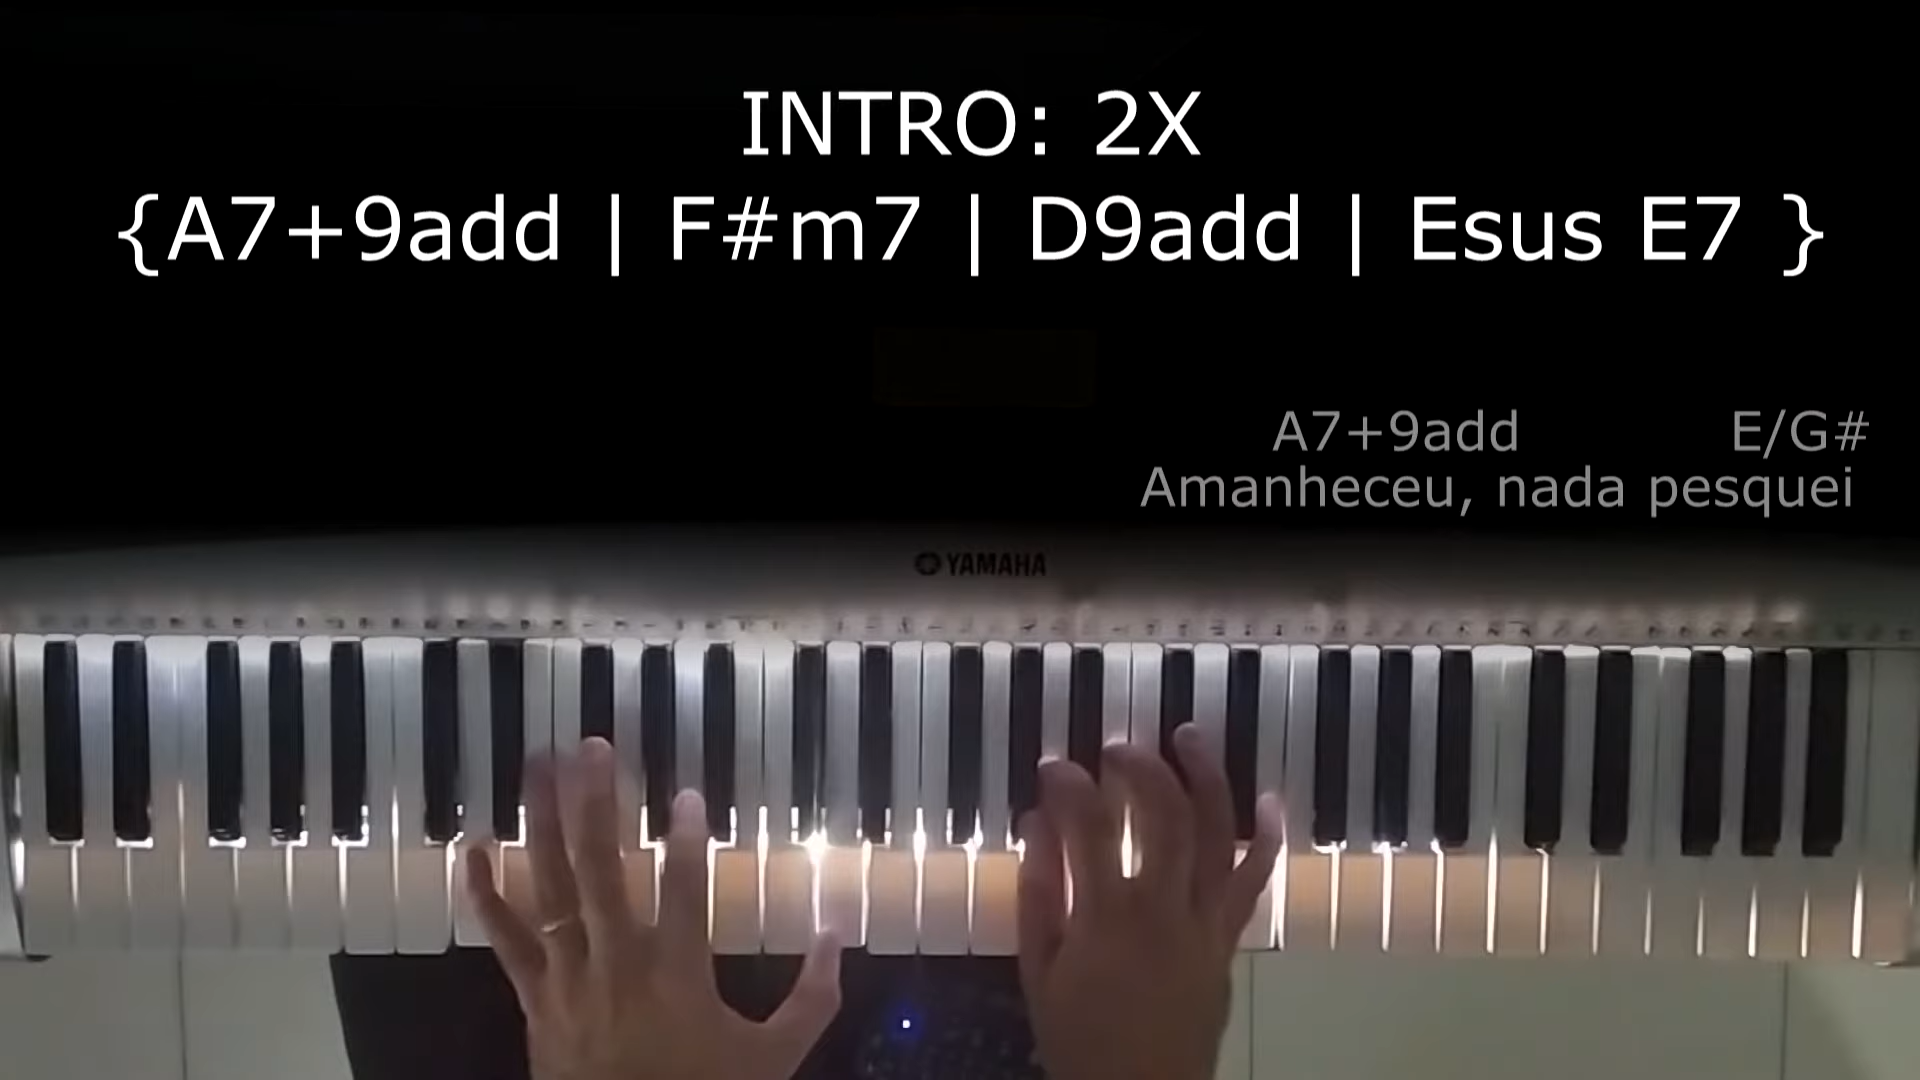 INTRO: 2X
{A7+9add | F#m7 | D9add | Esus E7 }
A7+9add E/G#
Amanheceu, nada pesquei
YAMAHA